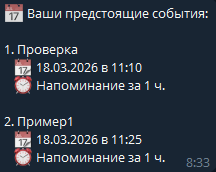 Ваши предстоящие события:
1. Проверка
18.03.2026 в 11:10
Напоминание за 1 ч.
2. Пример1
18.03.2026 в 11:25
Напоминание за 1 ч.
8:33